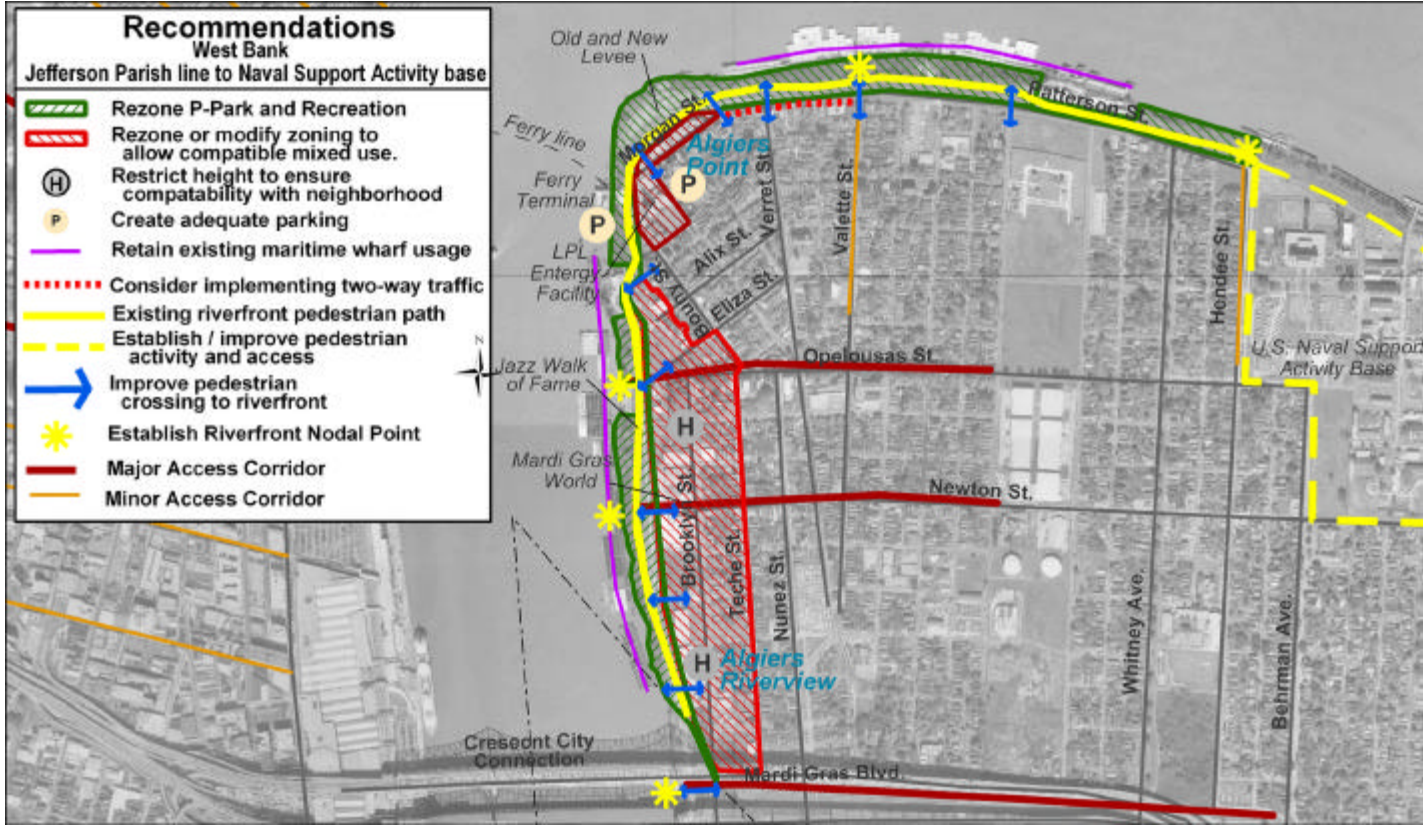 Recommendations
West Bank
Jefferson Parish line to Naval Support Activity base
Rezone P-Park and Recreation
Rezone or modify zoning to
allow compatible mixed use.
H
Restrict height to ensure
compatability with neighborhood
P
Create adequate parking
Retain existing maritime wharf usage
Consider implementing two-way traffic
Existing riverfront pedestrian path
Establish / improve pedestrian
activity and access
Improve pedestrian
crossing to riverfront
Establish Riverfront Nodal Point
Major Access Corridor
Minor Access Corridor
N
Old and New
Levee
Patterson St.
Morgan St.
Ferry line
Algiers
Point
P
Ferry
Terminal
P
Verret St.
Valette St.
Alix St.
LPL
Entergy
Facility
Bouny St.
Eliza St.
Hendee St.
Opelousas St.
U.S. Naval Support
Activity Base
Jazz Walk
of Fame
H
Mardi Gras
World
Newton St.
Brooklyn St.
Teche St.
Nunez St.
Whitney Ave.
Behrman Ave.
H
Algiers
Riverview
Crescent City
Connection
Mardi Gras Blvd.